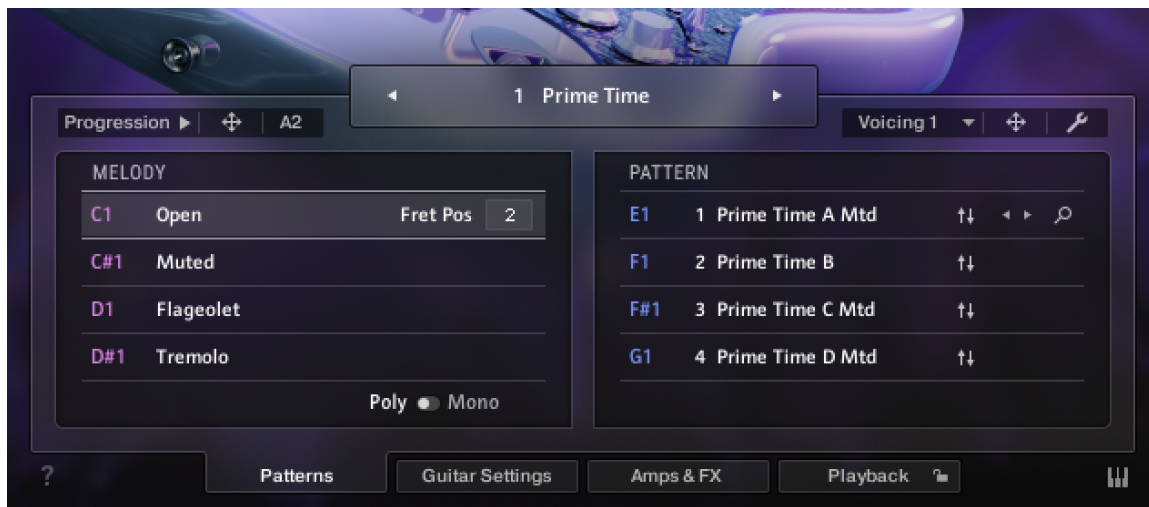 1 Prime Time
Progression A2
Voicing 1
MELODY
C1 Open Fret Pos 2
C#1 Muted
D1 Flageolet
D#1 Tremolo
Poly Mono
PATTERN
E1 1 Prime Time A Mtd
F1 2 Prime Time B
F#1 3 Prime Time C Mtd
G1 4 Prime Time D Mtd
? Patterns Guitar Settings Amps & FX Playback